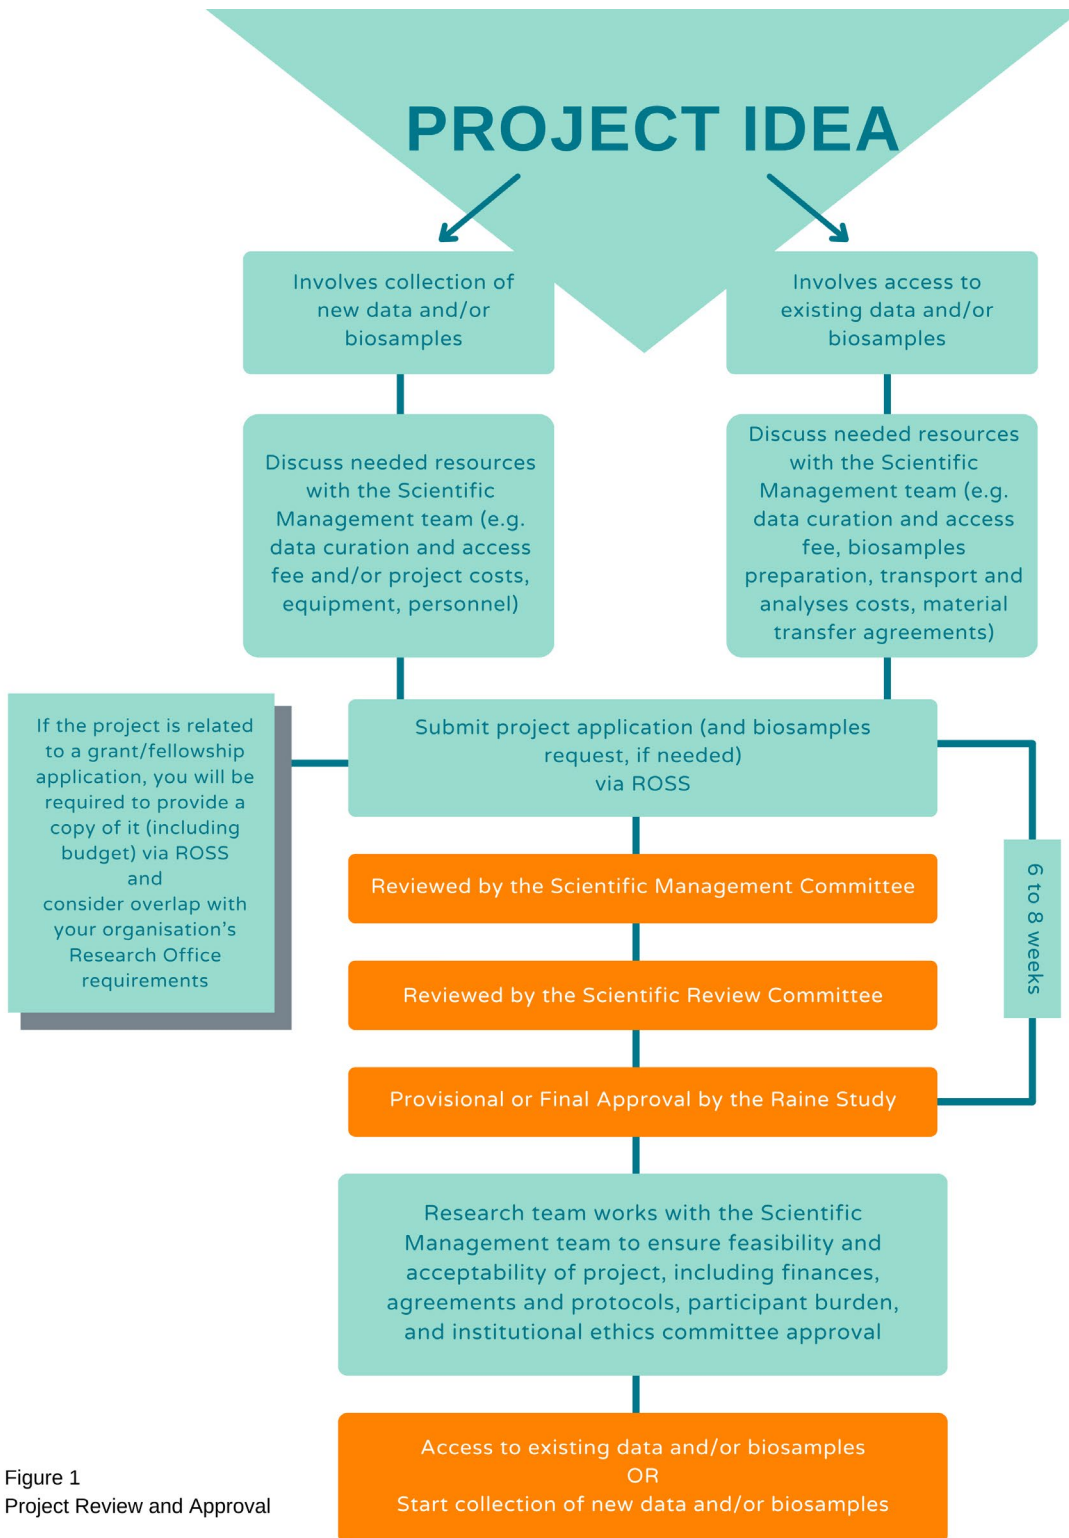 PROJECT IDEA
Involves collection of
new data and/or
biosamples
Involves access to
existing data and/or
biosamples
Discuss needed resources
with the Scientific
Management team (e.g.
data curation and access
fee and/or project costs,
equipment, personnel)
Discuss needed resources
with the Scientific
Management team (e.g.
data curation and access
fee, biosamples
preparation, transport and
analyses costs, material
transfer agreements)
If the project is related
to a grant/fellowship
application, you will be
required to provide a
copy of it (including
budget) via ROSS
and
consider overlap with
your organisation's
Research Office
requirements
Submit project application (and biosamples
request, if needed)
via ROSS
Reviewed by the Scientific Management Committee
Reviewed by the Scientific Review Committee
Provisional or Final Approval by the Raine Study
6 to 8 weeks
Research team works with the Scientific
Management team to ensure feasibility and
acceptability of project, including finances,
agreements and protocols, participant burden,
and institutional ethics committee approval
Access to existing data and/or biosamples
OR
Start collection of new data and/or biosamples
Figure 1
Project Review and Approval